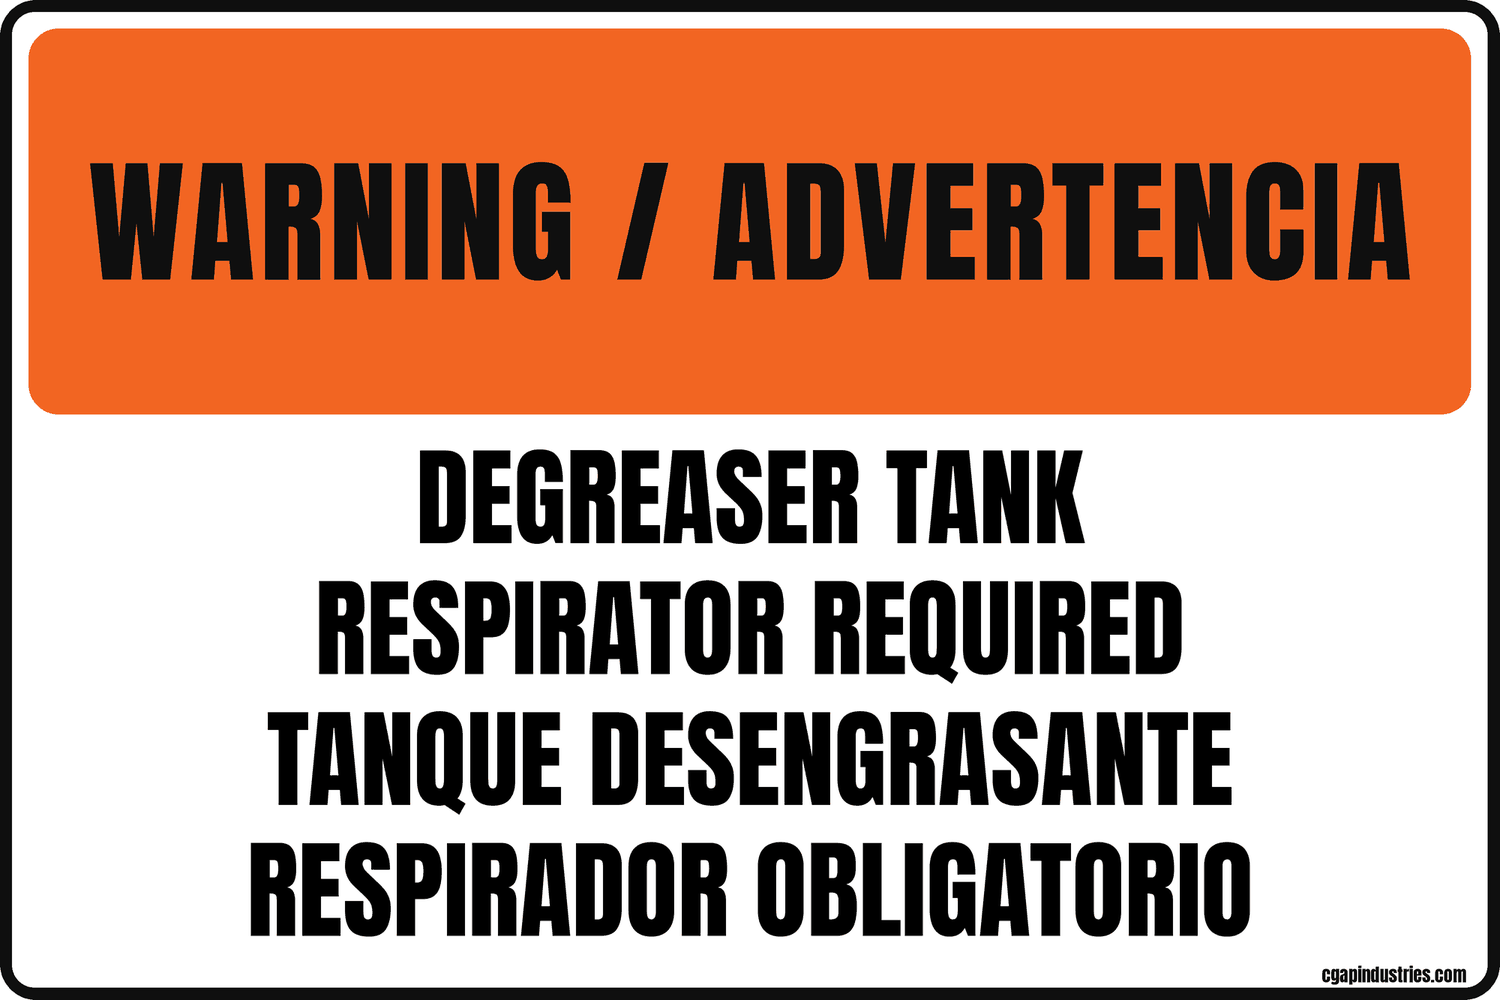 WARNING / ADVERTENCIA
DEGREASER TANK
RESPIRATOR REQUIRED
TANQUE DESENGRASANTE
RESPIRADOR OBLIGATORIO
cgapindustries.com